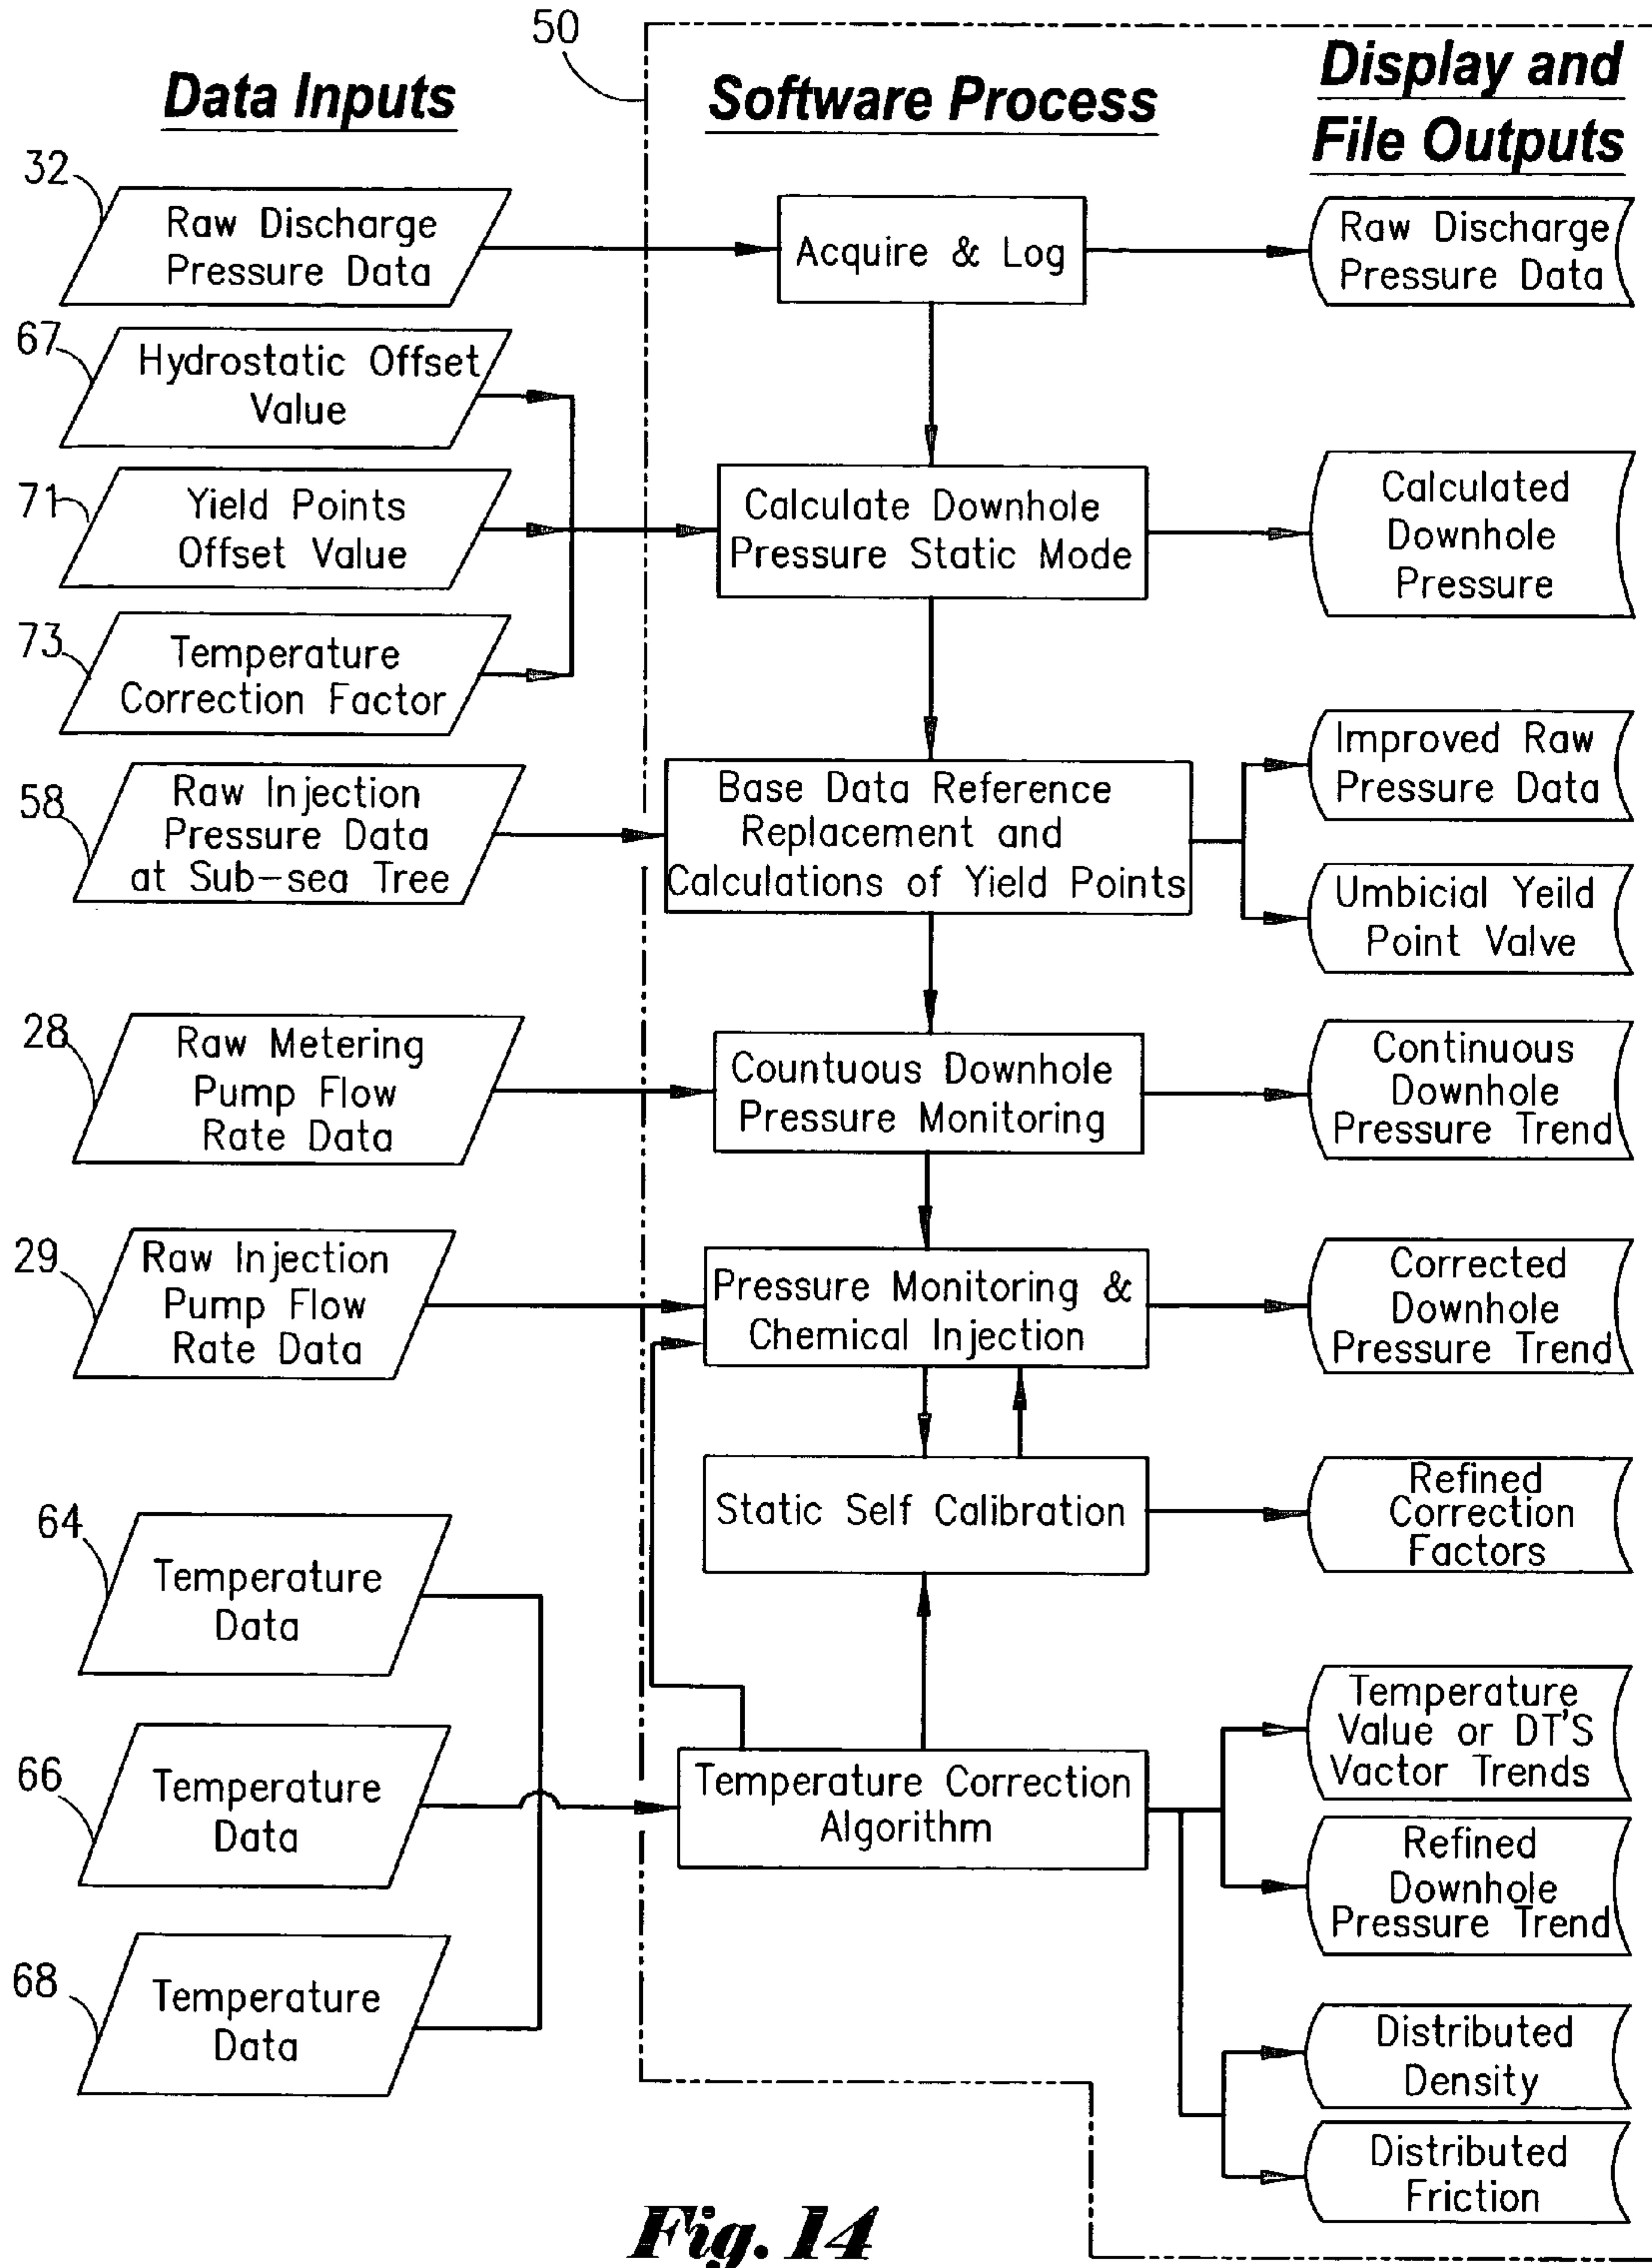 50
Data Inputs
Software Process
Display and
File Outputs
32
Raw Discharge
Pressure Data
Acquire & Log
Raw Discharge
Pressure Data
67
Hydrostatic Offset
Value
71
Yield Points
Offset Value
Calculate Downhole
Pressure Static Mode
Calculated
Downhole
Pressure
73
Temperature
Correction Factor
58
Raw Injection
Pressure Data
at Sub-sea Tree
Base Data Reference
Replacement and
Calculations of Yield Points
Improved Raw
Pressure Data
Umbicial Yeild
Point Valve
28
Raw Metering
Pump Flow
Rate Data
Countuous Downhole
Pressure Monitoring
Continuous
Downhole
Pressure Trend
29
Raw Injection
Pump Flow
Rate Data
Pressure Monitoring &
Chemical Injection
Corrected
Downhole
Pressure Trend
Static Self Calibration
Refined
Correction
Factors
64
Temperature
Data
66
Temperature
Data
Temperature Correction
Algorithm
Temperature
Value or DT'S
Vactor Trends
Refined
Downhole
Pressure Trend
68
Temperature
Data
Distributed
Density
Distributed
Friction
Fig. 14